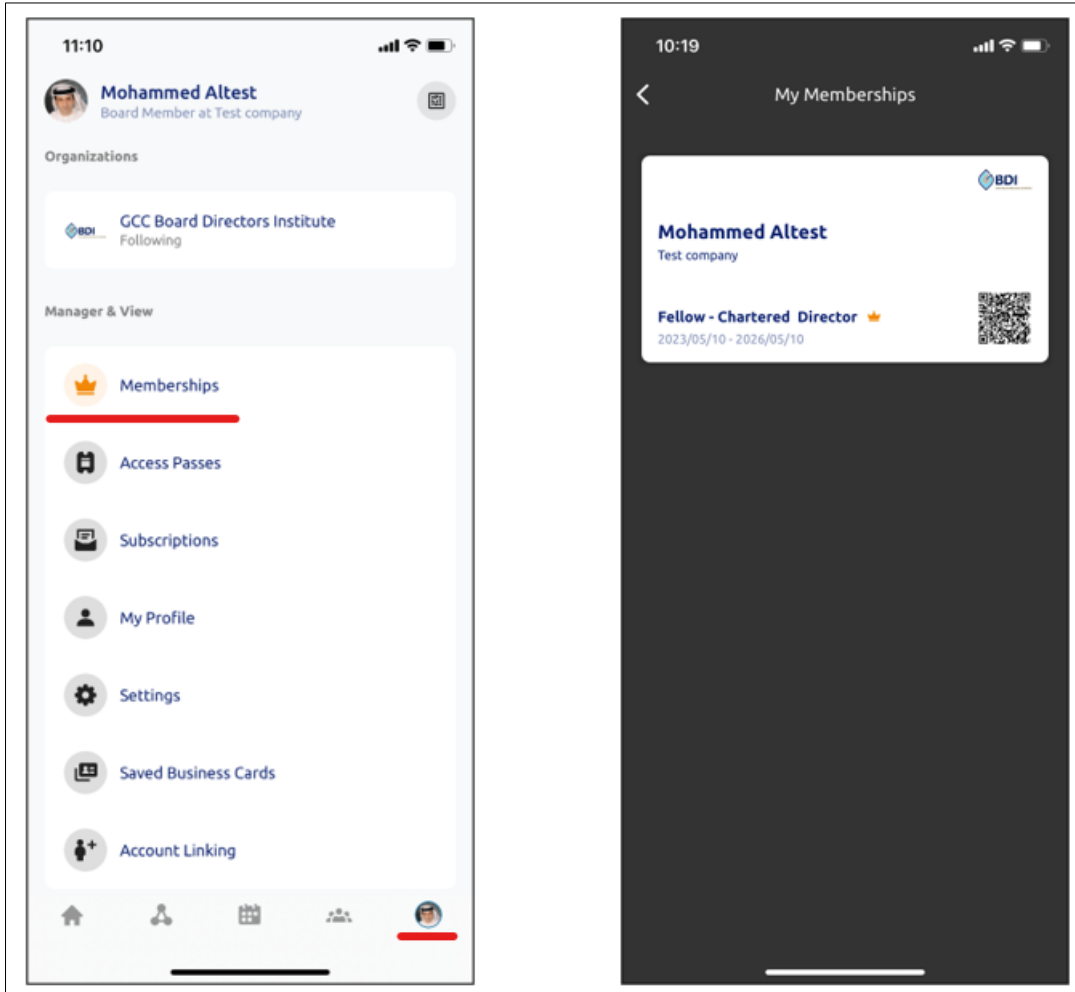 11:10
Mohammed Altest
Board Member at Test company
Organizations
BDI
GCC Board Directors Institute
Following
Manager & View
Memberships
Access Passes
Subscriptions
My Profile
Settings
Saved Business Cards
Account Linking
10:19
My Memberships
BDI
Mohammed Altest
Test company
Fellow - Chartered Director
2023/05/10 - 2026/05/10